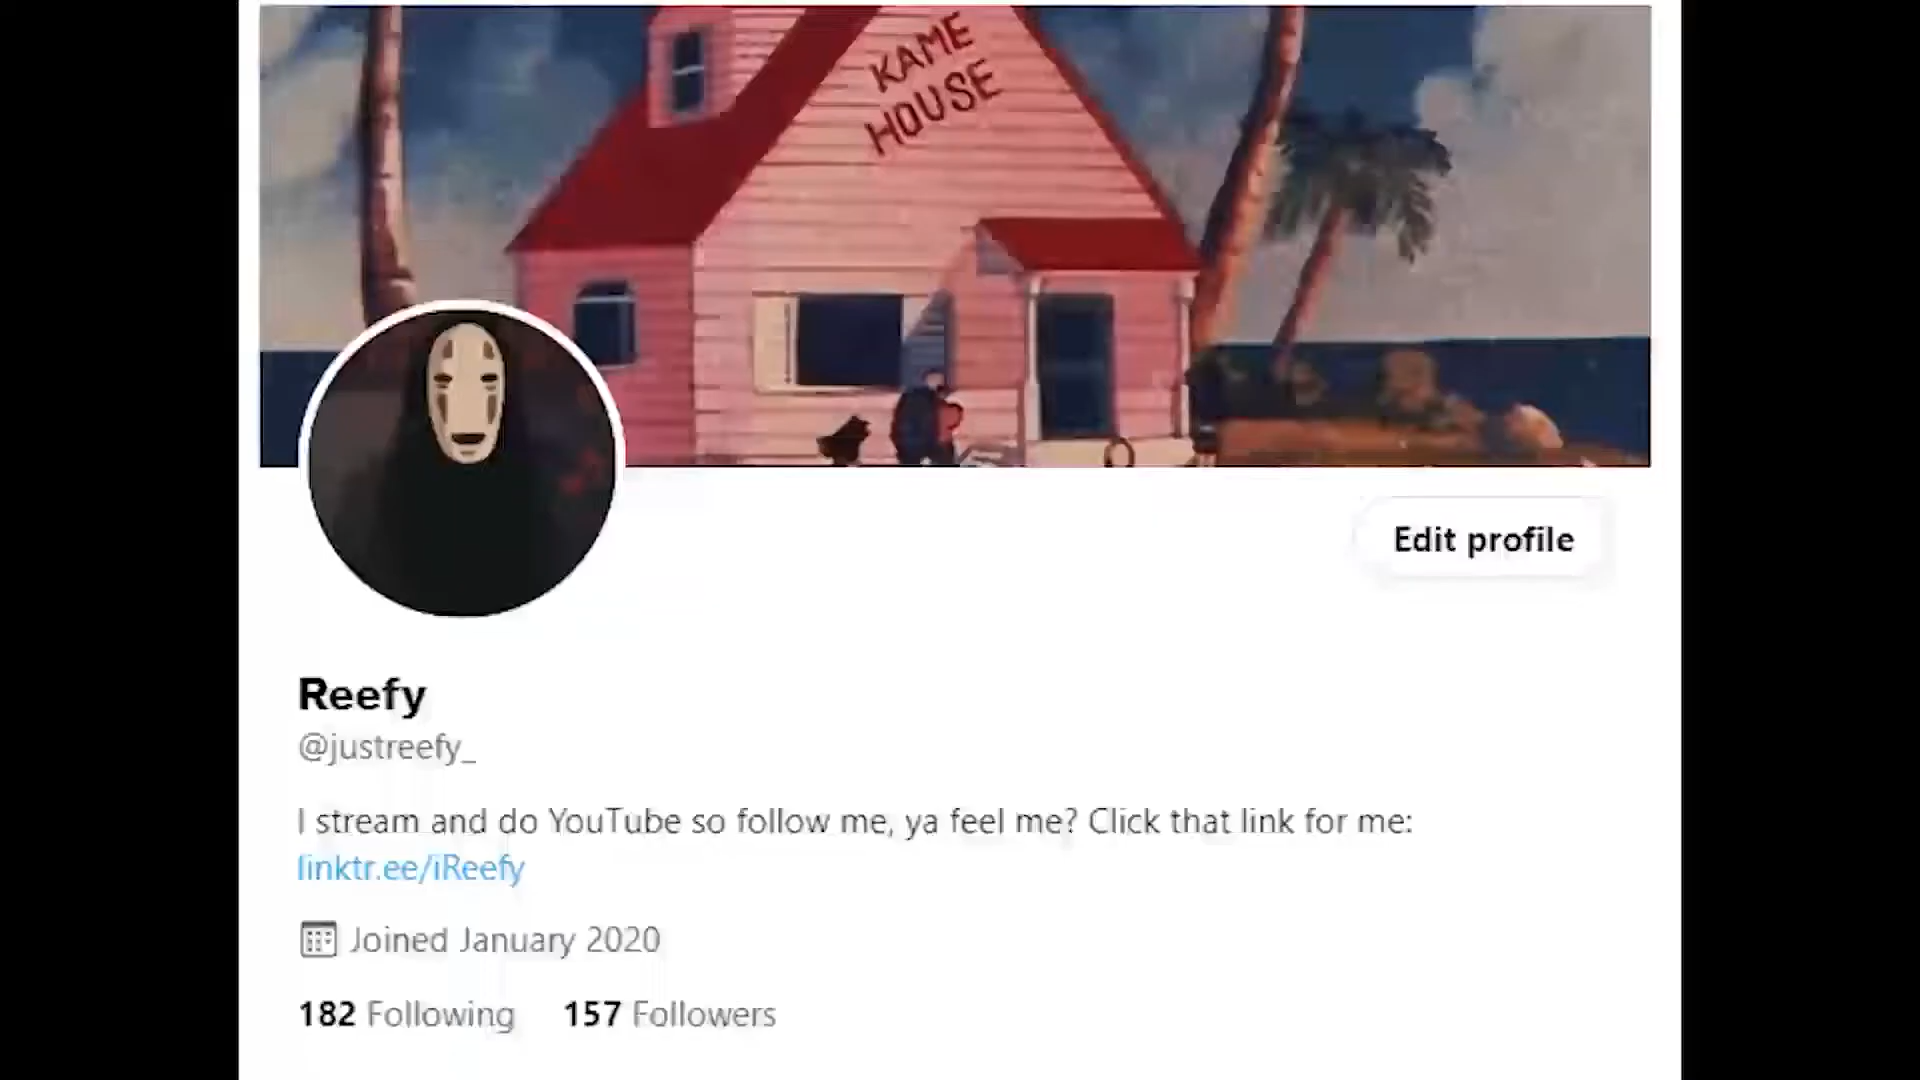 KAME
HOUSE
Edit profile
Reefy
@justreefy_
I stream and do YouTube so follow me, ya feel me? Click that link for me:
linktr.ee/iReefy
Joined January 2020
182 Following 157 Followers